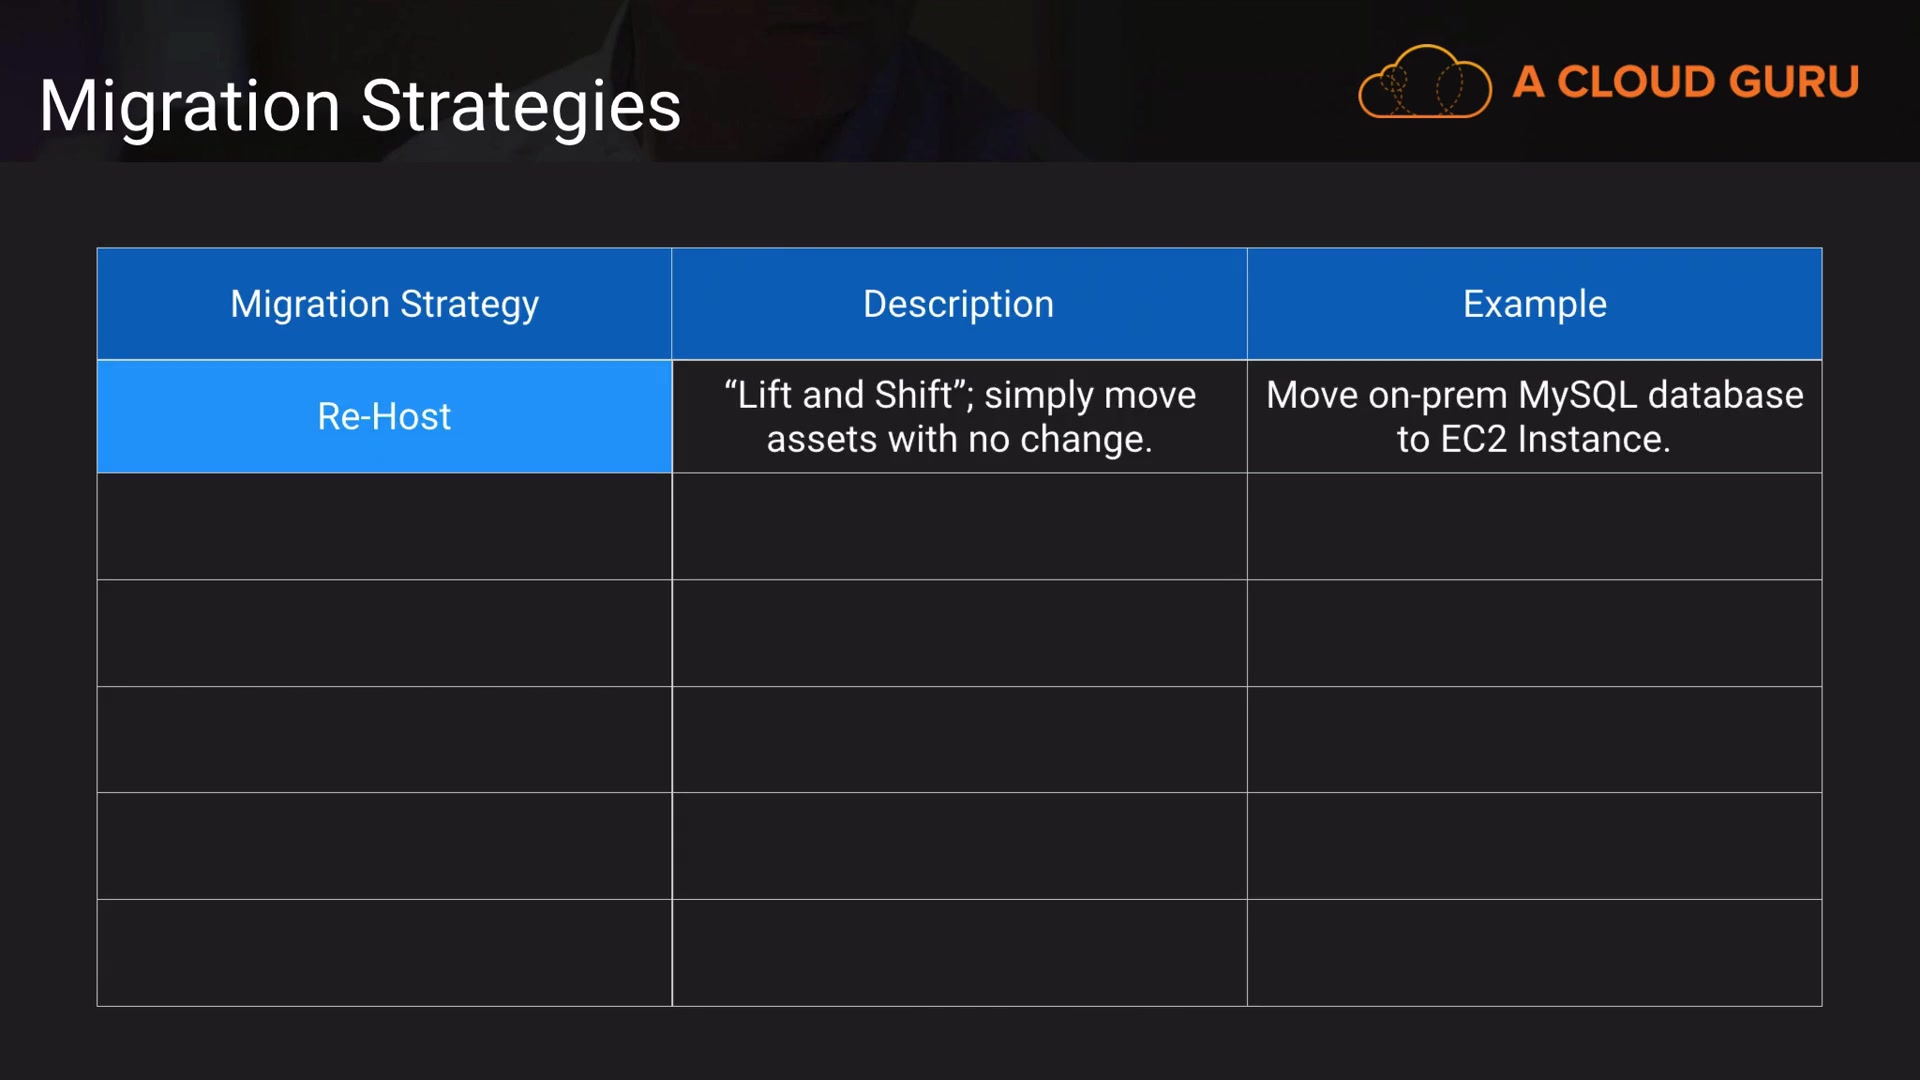 Migration Strategies
A CLOUD GURU
Migration Strategy
Description
Example
Re-Host
“Lift and Shift”; simply move
assets with no change.
Move on-prem MySQL database
to EC2 Instance.